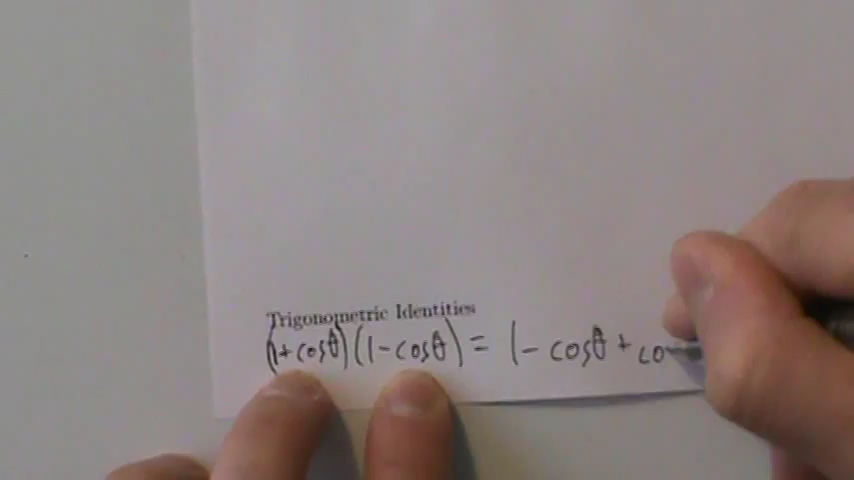 Trigonometric Identities
(1+cosθ)(1-cosθ) = 1 - cosθ + co